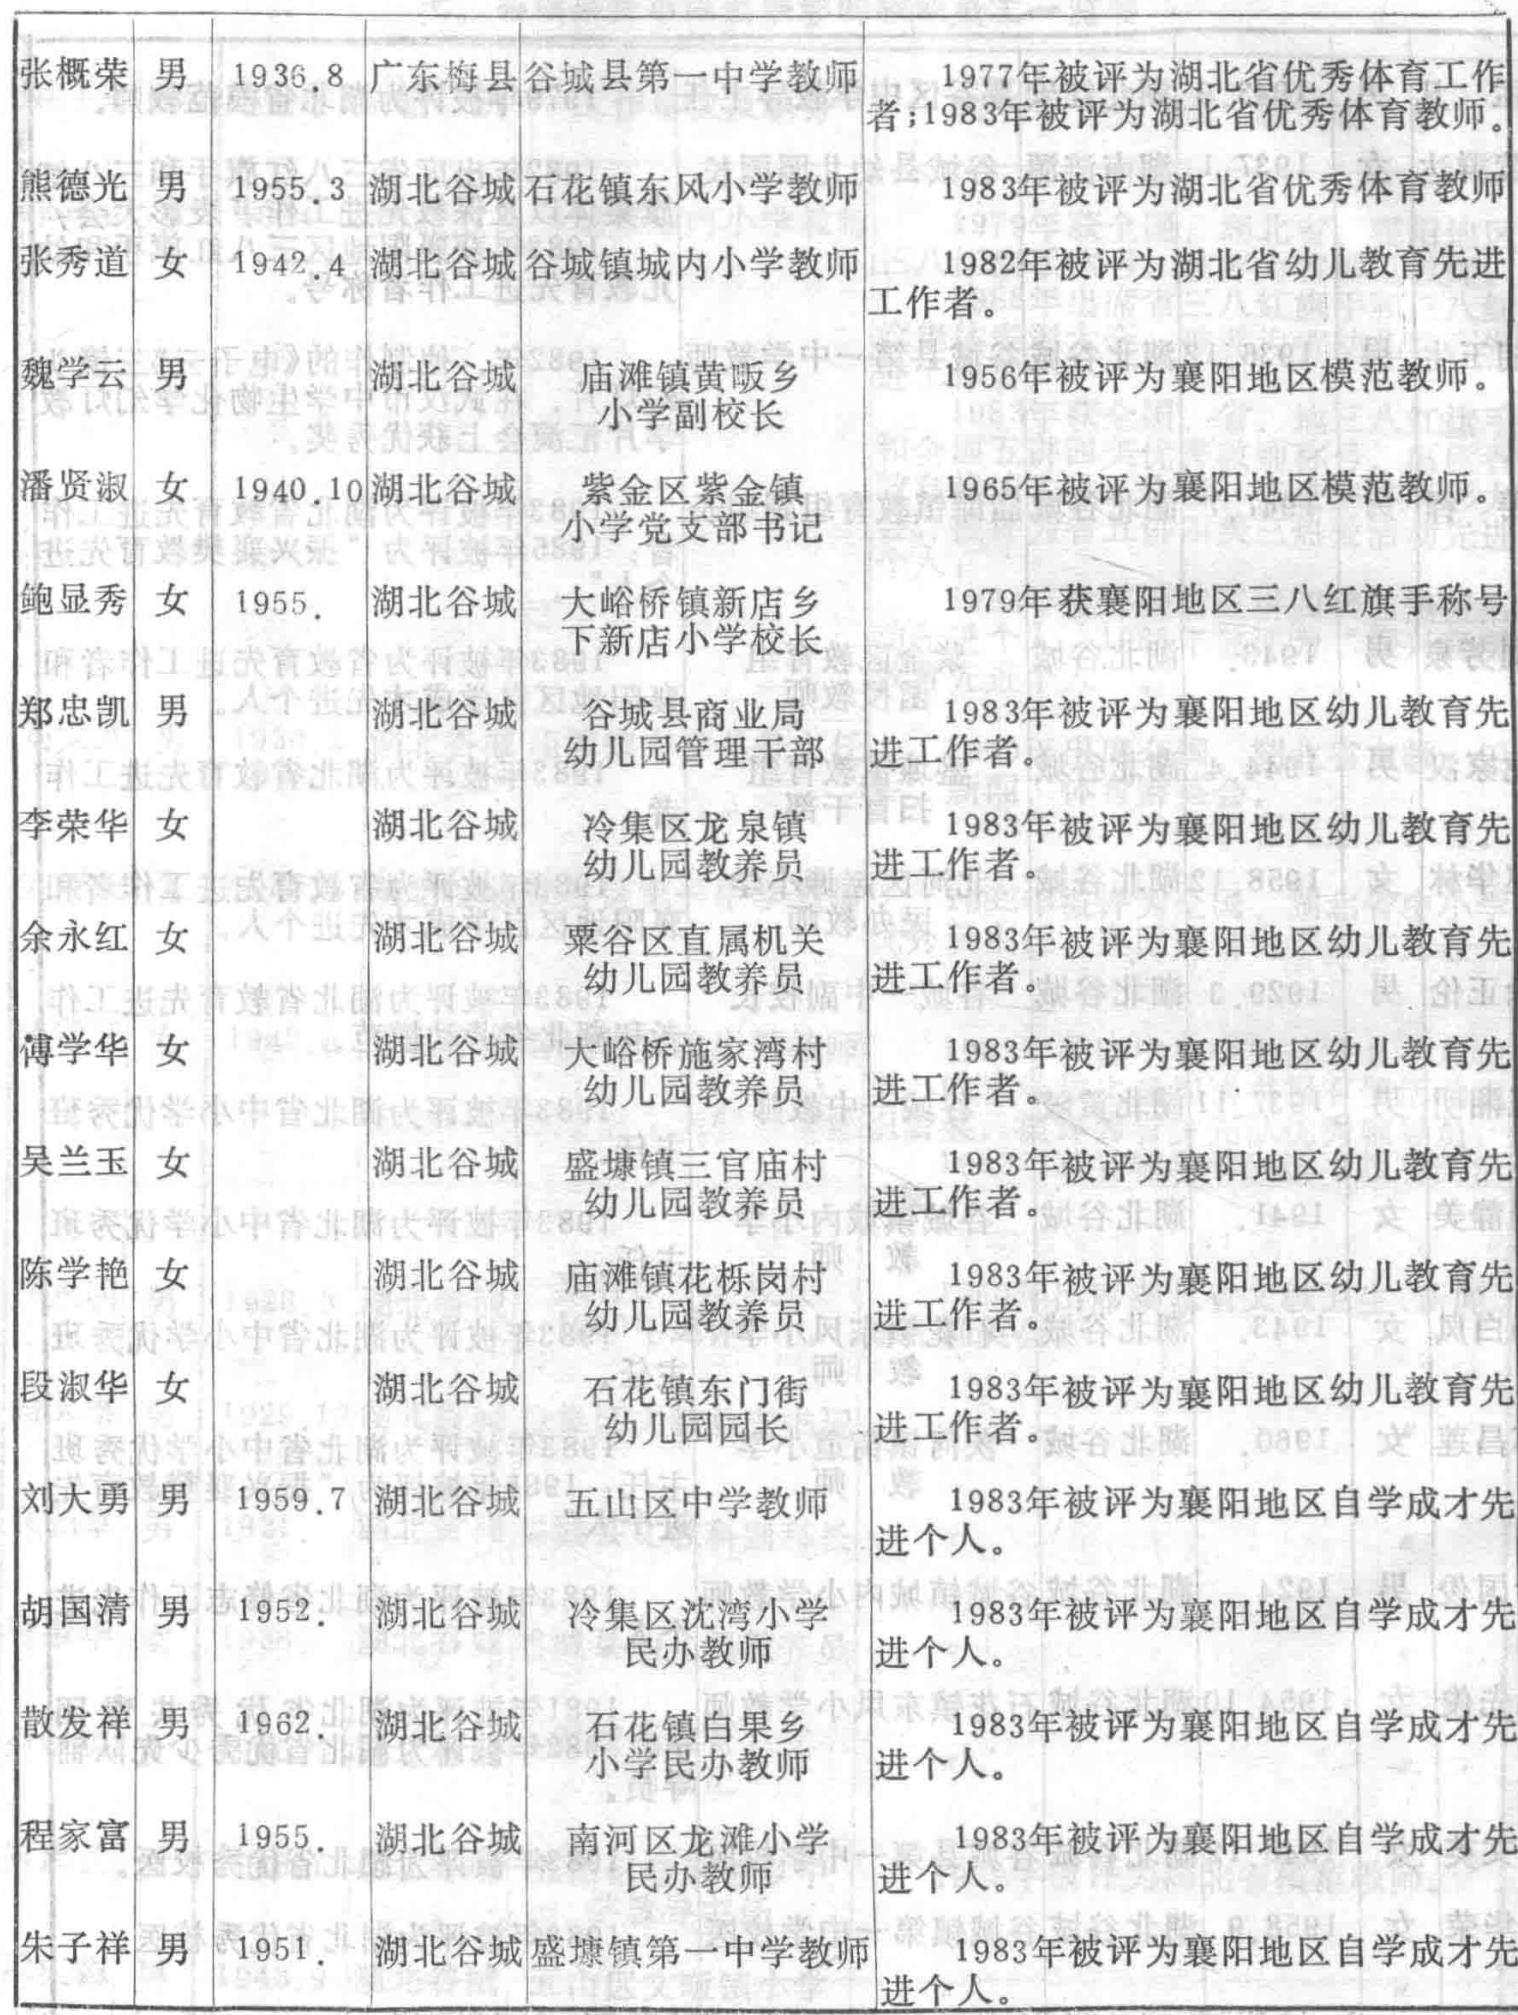 张概荣 男 1936.8 广东梅县 谷城县第一中学教师 1977年被评为湖北省优秀体育工作
者;1983年被评为湖北省优秀体育教师。
熊德光 男 1955.3 湖北谷城 石花镇东风小学教师 1983年被评为湖北省优秀体育教师
张秀道 女 1942.4 湖北谷城 谷城镇城内小学教师 1982年被评为湖北省幼儿教育先进
工作者。
魏学云 男 湖北谷城 庙滩镇黄畈乡 1956年被评为襄阳地区模范教师。
小学副校长
潘贤淑 女 1940.10 湖北谷城 紫金区紫金镇 1965年被评为襄阳地区模范教师。
小学党支部书记
鲍显秀 女 1955. 湖北谷城 大峪桥镇新店乡 1979年获襄阳地区三八红旗手称号
下新店小学校长
郑忠凯 男 湖北谷城 谷城县商业局 1983年被评为襄阳地区幼儿教育先
幼儿园管理干部 进工作者。
李荣华 女 湖北谷城 冷集区龙泉镇 1983年被评为襄阳地区幼儿教育先
幼儿园教养员 进工作者。
余永红 女 湖北谷城 粟谷区直属机关 1983年被评为襄阳地区幼儿教育先
幼儿园教养员 进工作者。
傅学华 女 湖北谷城 大峪桥施家湾村 1983年被评为襄阳地区幼儿教育先
幼儿园教养员 进工作者。
吴兰玉 女 湖北谷城 盛塽镇三官庙村 1983年被评为襄阳地区幼儿教育先
幼儿园教养员 进工作者。
陈学艳 女 湖北谷城 庙滩镇花栎岗村 1983年被评为襄阳地区幼儿教育先
幼儿园教养员 进工作者。
段淑华 女 湖北谷城 石花镇东门街 1983年被评为襄阳地区幼儿教育先
幼儿园园长 进工作者。
刘大勇 男 1959.7 湖北谷城 五山区中学教师 1983年被评为襄阳地区自学成才先
进个人。
胡国清 男 1952. 湖北谷城 冷集区沈湾小学 1983年被评为襄阳地区自学成才先
民办教师 进个人。
散发祥 男 1962. 湖北谷城 石花镇白果乡 1983年被评为襄阳地区自学成才先
小学民办教师 进个人。
程家富 男 1955. 湖北谷城 南河区龙滩小学 1983年被评为襄阳地区自学成才先
民办教师 进个人。
朱子祥 男 1951. 湖北谷城 盛塽镇第一中学教师 1983年被评为襄阳地区自学成才先
进个人。